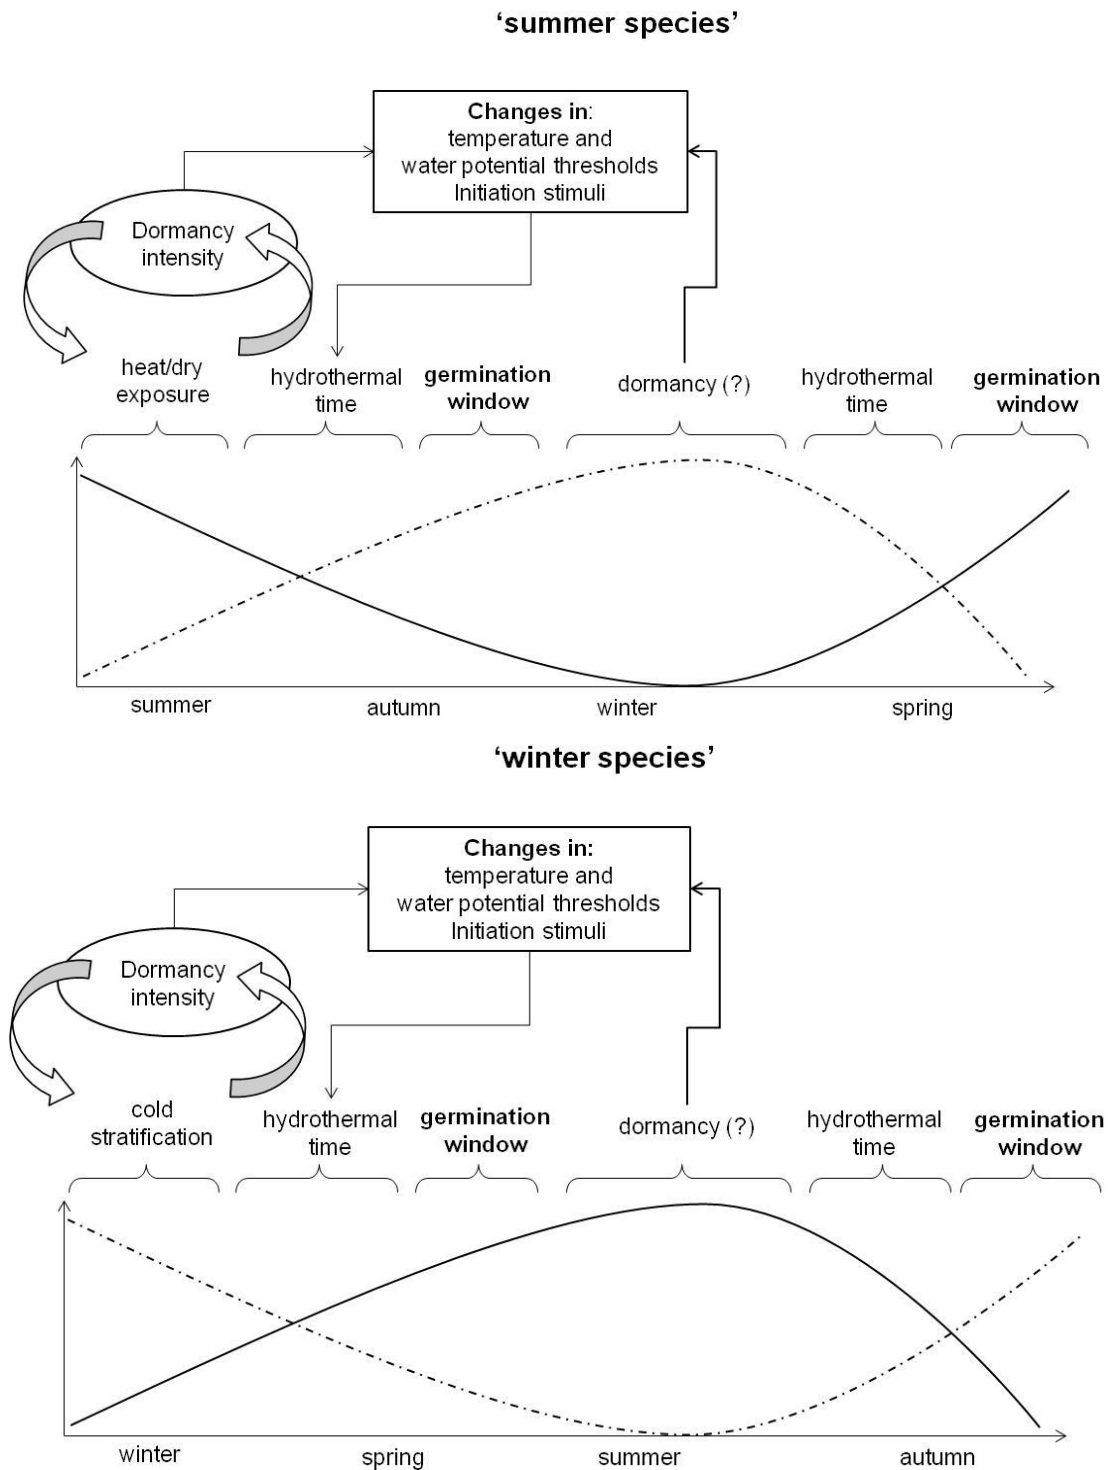 ‘summer species’
Changes in:
temperature and
water potential thresholds
Initiation stimuli
Dormancy
intensity
heat/dry
exposure
hydrothermal
time
germination
window
dormancy (?)
hydrothermal
time
germination
window
summer
autumn
winter
spring
‘winter species’
Changes in:
temperature and
water potential thresholds
Initiation stimuli
Dormancy
intensity
cold
stratification
hydrothermal
time
germination
window
dormancy (?)
hydrothermal
time
germination
window
winter
spring
summer
autumn